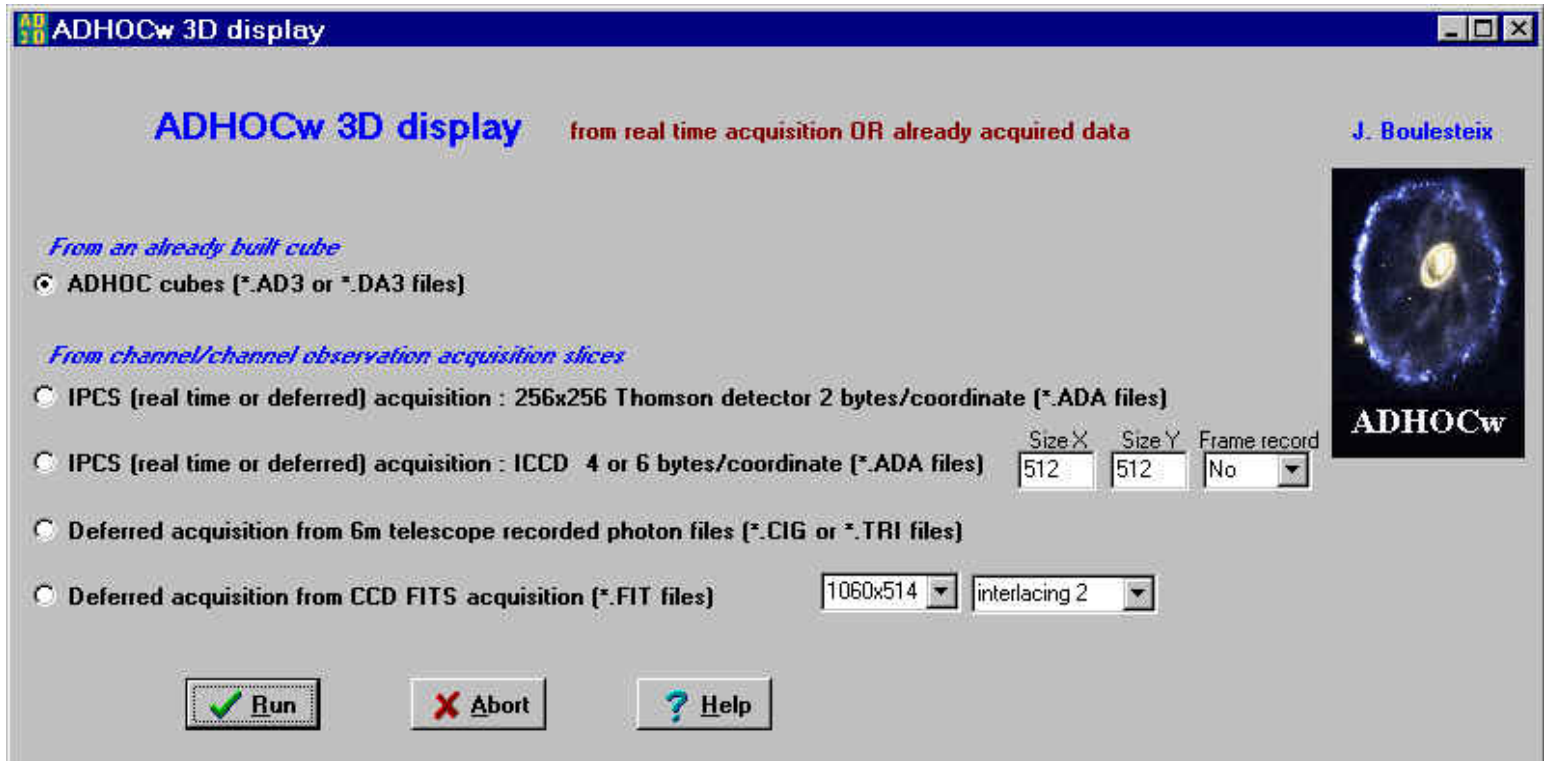 AD
3D
ADHOCw 3D display
ADHOCw 3D display from real time acquisition OR already acquired data J. Boulesteix
From an already built cube
ADHOC cubes (*.AD3 or *.DA3 files)
From channel/channel observation acquisition slices
IPCS (real time or deferred) acquisition : 256x256 Thomson detector 2 bytes/coordinate (*.ADA files)
ADHOCw
Size X Size Y Frame record
IPCS (real time or deferred) acquisition : ICCD 4 or 6 bytes/coordinate (*.ADA files) 512 512 No
Deferred acquisition from 6m telescope recorded photon files (*.CIG or *.TRI files)
Deferred acquisition from CCD FITS acquisition (*.FIT files) 1060x514 interlacing 2
Run Abort Help